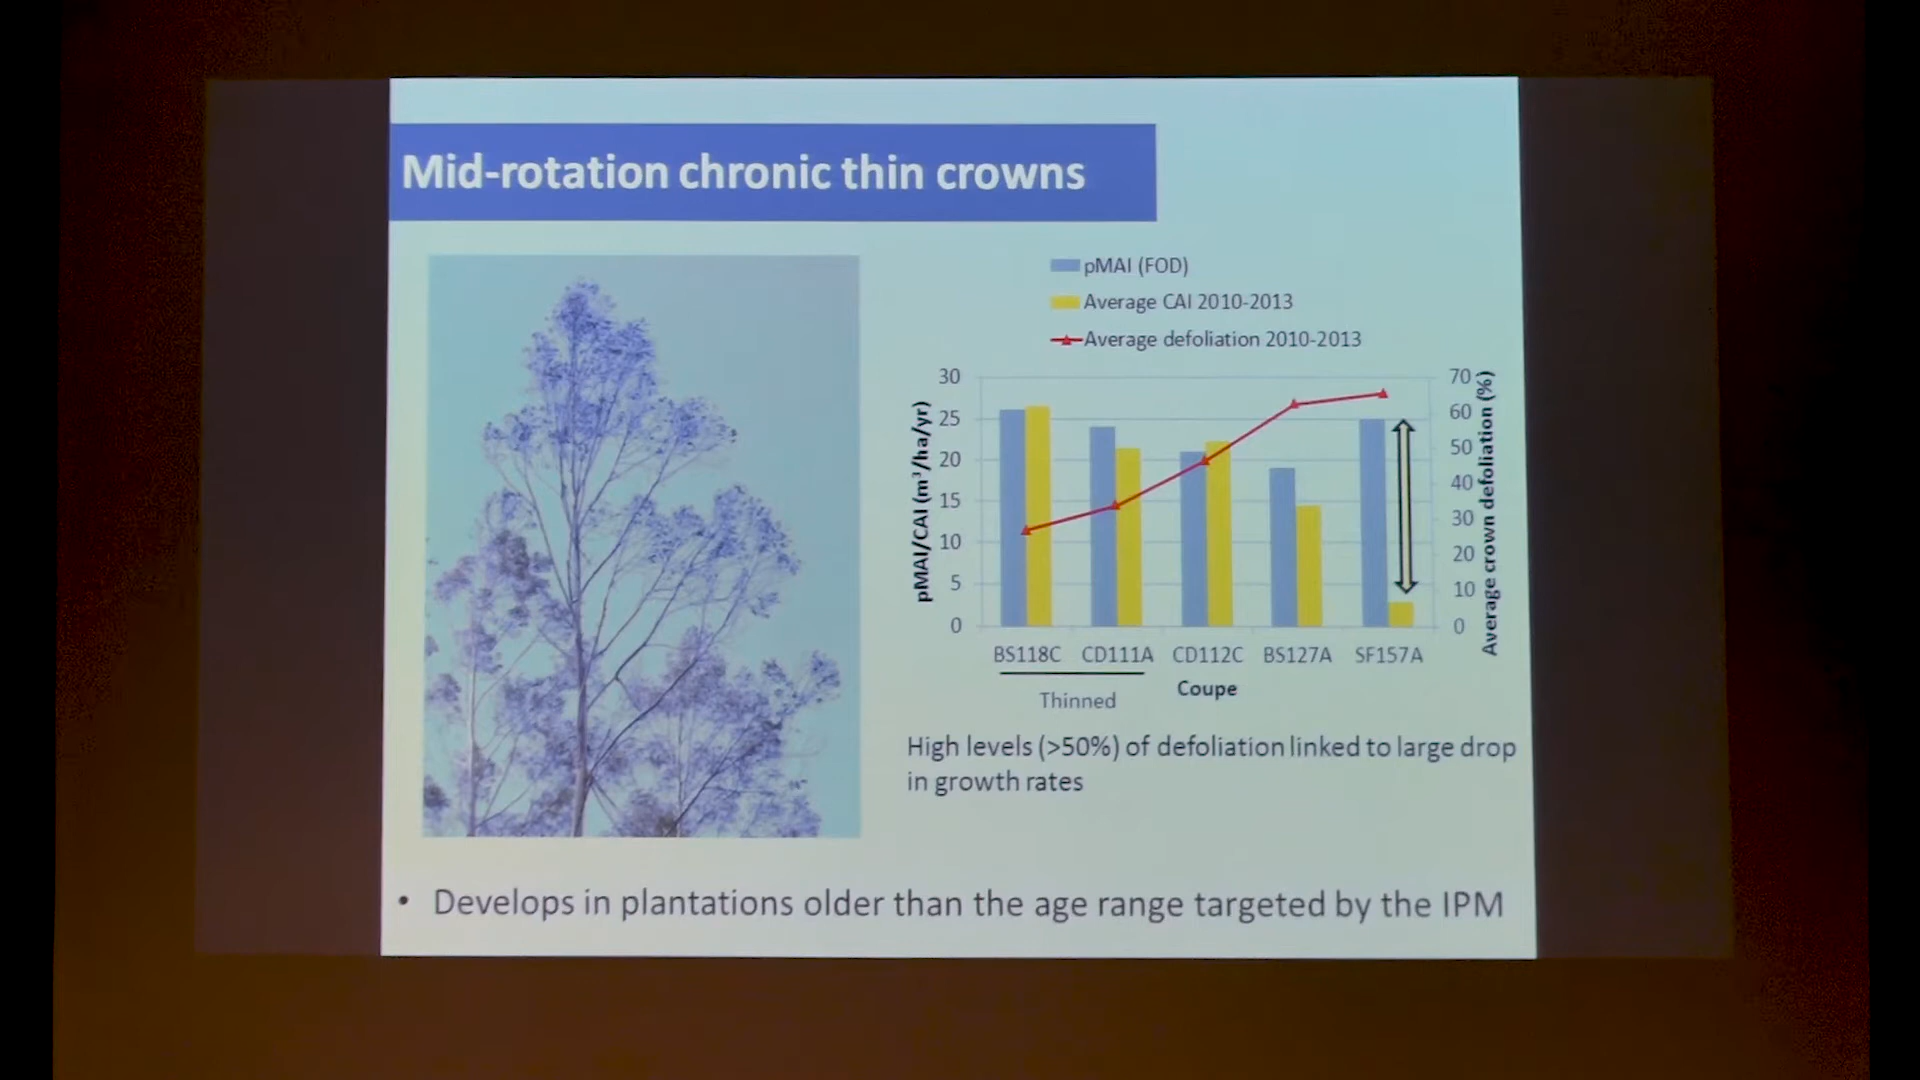 Mid-rotation chronic thin crowns
pMAI (FOD)
Average CAI 2010-2013
Average defoliation 2010-2013
30
25
20
15
10
5
0
pMAI/CAI (m³/ha/yr)
70
60
50
40
30
20
10
0
Average crown defoliation (%)
BS118C CD111A CD112C BS127A SF157A
Thinned
Coupe
High levels (>50%) of defoliation linked to large drop
in growth rates
• Develops in plantations older than the age range targeted by the IPM